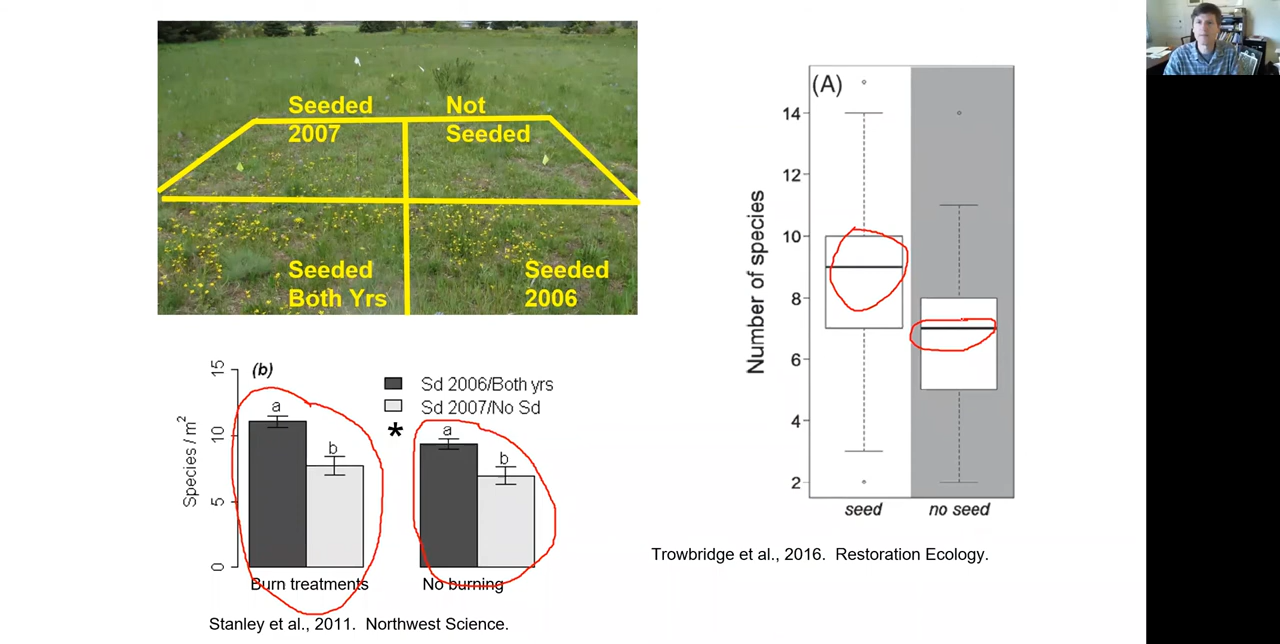 Seeded
2007
Not
Seeded
Seeded
Both Yrs
Seeded
2006
(b)
Species / m²
15
10
5
0
Sd 2006/Both yrs
Sd 2007/No Sd
*
a
b
a
b
Burn treatments
No burning
Stanley et al., 2011. Northwest Science.
(A)
Number of species
14
12
10
8
6
4
2
seed
no seed
Trowbridge et al., 2016. Restoration Ecology.